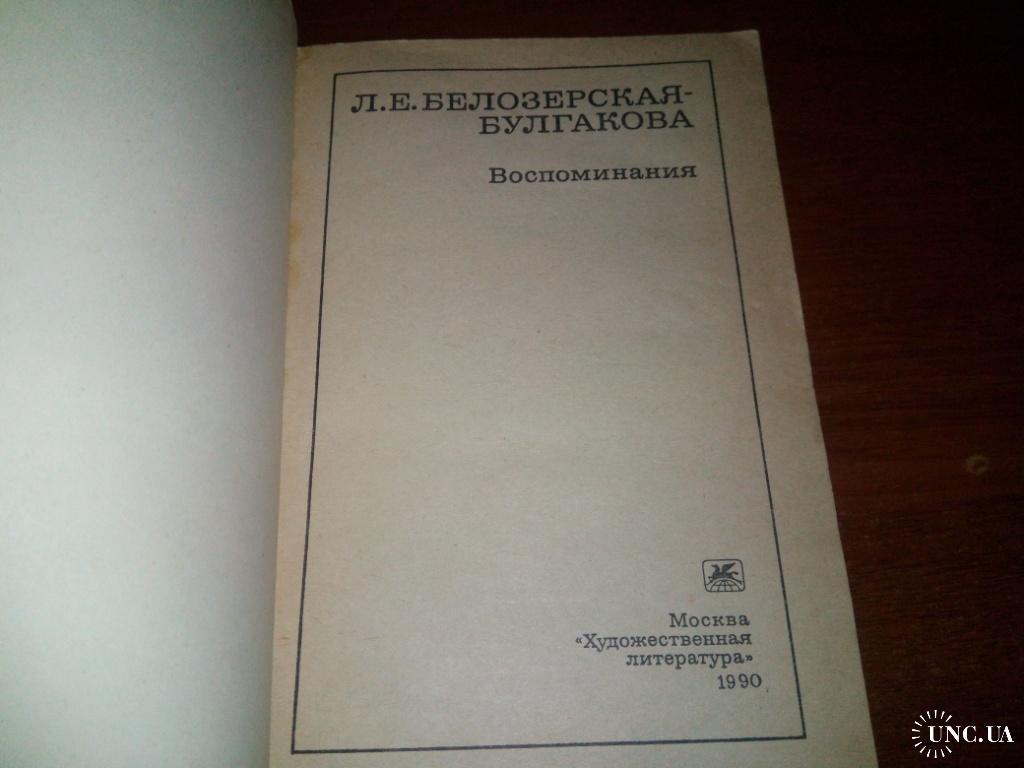 Л.Е.БЕЛОЗЕРСКАЯ-
БУЛГАКОВА
Воспоминания
Москва
«Художественная
литература»
1990
UNC.UA